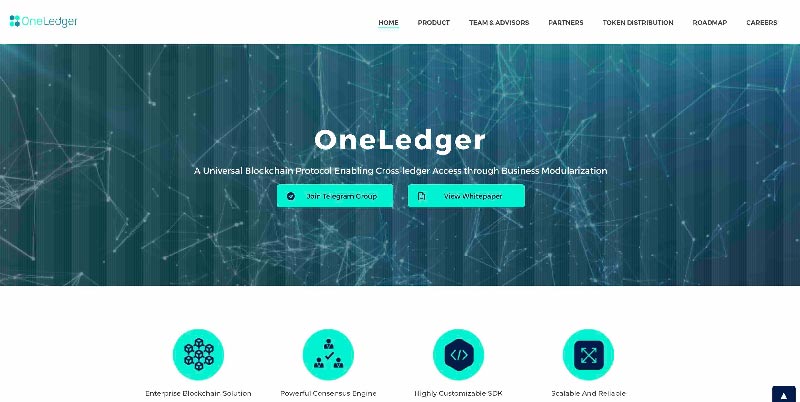 OneLedger
HOME PRODUCT TEAM & ADVISORS PARTNERS TOKEN DISTRIBUTION ROADMAP CAREERS
OneLedger
A Universal Blockchain Protocol Enabling Cross-ledger Access through Business Modularization
Join Telegram Group View Whitepaper
Enterprise Blockchain Solution Powerful Consensus Engine Highly Customizable SDK Scalable And Reliable